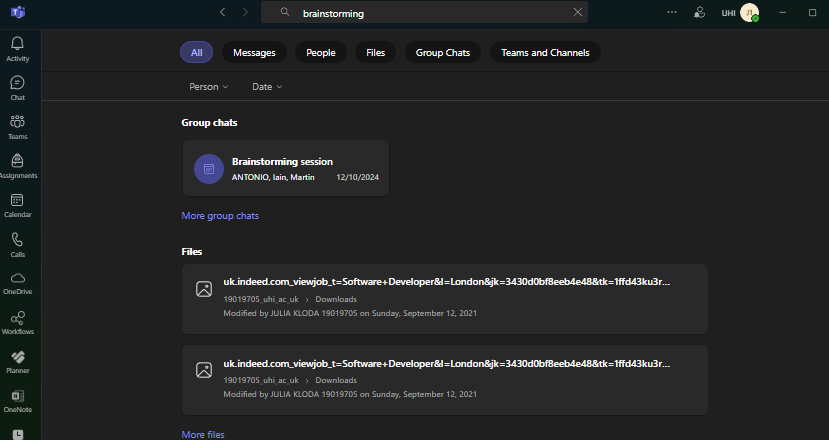 brainstorming
UHI
JI
Activity
Chat
Teams
Assignments
Calendar
Calls
OneDrive
Workflows
Planner
OneNote
All Messages People Files Group Chats Teams and Channels
Person Date
Group chats
Brainstorming session
ANTONIO, Iain, Martin 12/10/2024
More group chats
Files
uk.indeed.com_viewjob_t=Software+Developer&l=London&jk=3430d0bf8eeb4e48&tk=1ffd43ku3r...
19019705_uhi_ac_uk > Downloads
Modified by JULIA KLODA 19019705 on Sunday, September 12, 2021
uk.indeed.com_viewjob_t=Software+Developer&l=London&jk=3430d0bf8eeb4e48&tk=1ffd43ku3r...
19019705_uhi_ac_uk > Downloads
Modified by JULIA KLODA 19019705 on Sunday, September 12, 2021
More files